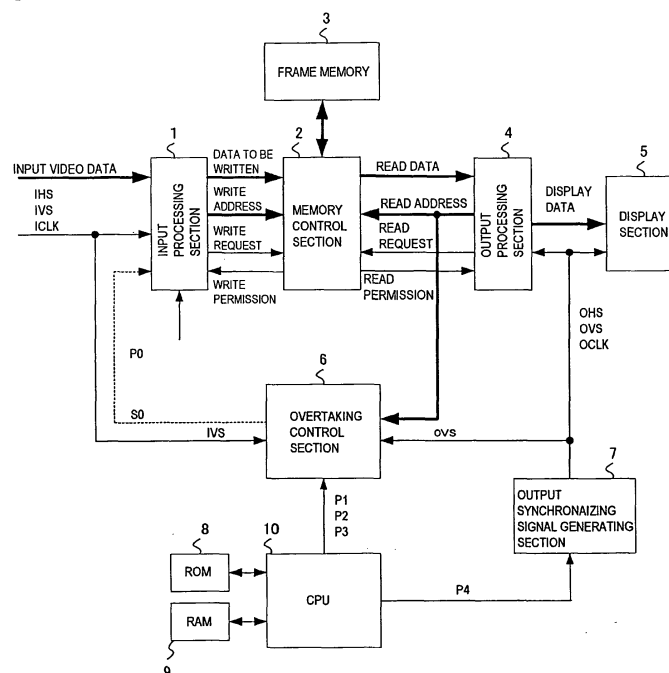 3
FRAME MEMORY
1
2
4
5
INPUT VIDEO DATA
DATA TO BE
WRITTEN
READ DATA
IHS
IVS
ICLK
INPUT
PROCESSING
SECTION
WRITE
ADDRESS
MEMORY
CONTROL
SECTION
READ ADDRESS
OUTPUT
PROCESSING
SECTION
DISPLAY
DATA
DISPLAY
SECTION
WRITE
REQUEST
READ
REQUEST
WRITE
PERMISSION
READ
PERMISSION
P0
OHS
OVS
OCLK
6
S0
OVERTAKING
CONTROL
SECTION
IVS
OVS
7
OUTPUT
SYNCHRONAIZING
SIGNAL GENERATING
SECTION
P1
P2
P3
8
10
ROM
CPU
P4
RAM
9